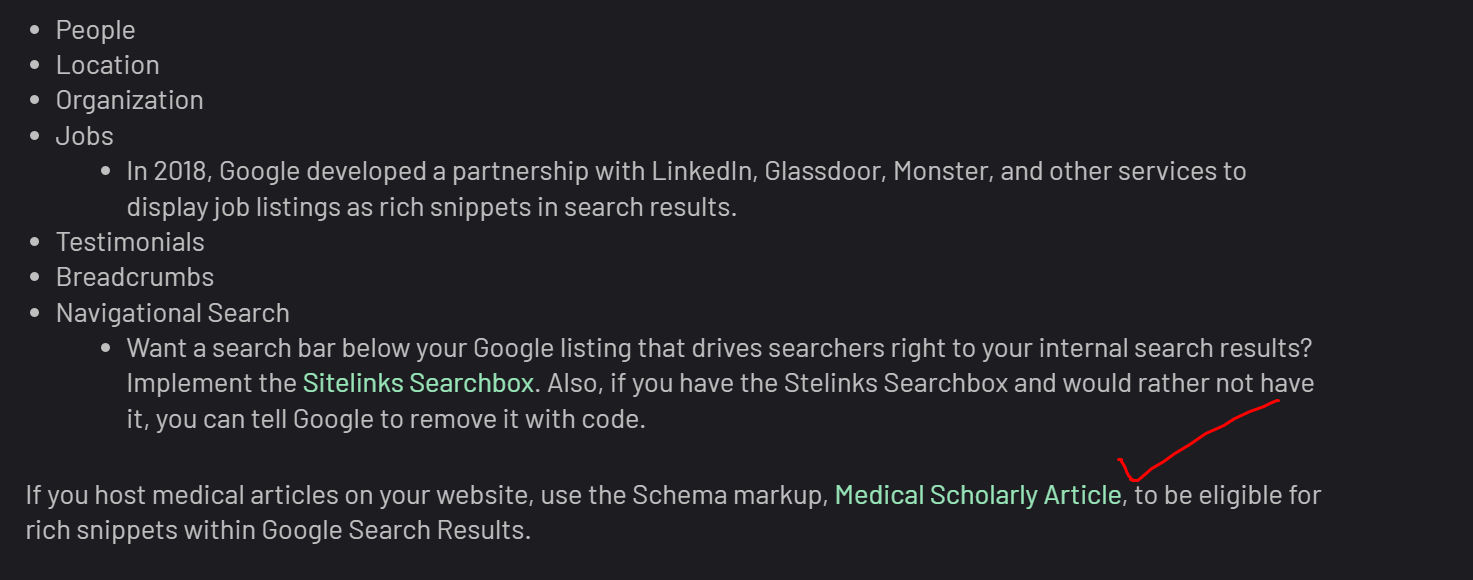 People
Location
Organization
Jobs
In 2018, Google developed a partnership with LinkedIn, Glassdoor, Monster, and other services to
display job listings as rich snippets in search results.
Testimonials
Breadcrumbs
Navigational Search
Want a search bar below your Google listing that drives searchers right to your internal search results?
Implement the Sitelinks Searchbox. Also, if you have the Stelinks Searchbox and would rather not have
it, you can tell Google to remove it with code.
If you host medical articles on your website, use the Schema markup, Medical Scholarly Article, to be eligible for
rich snippets within Google Search Results.